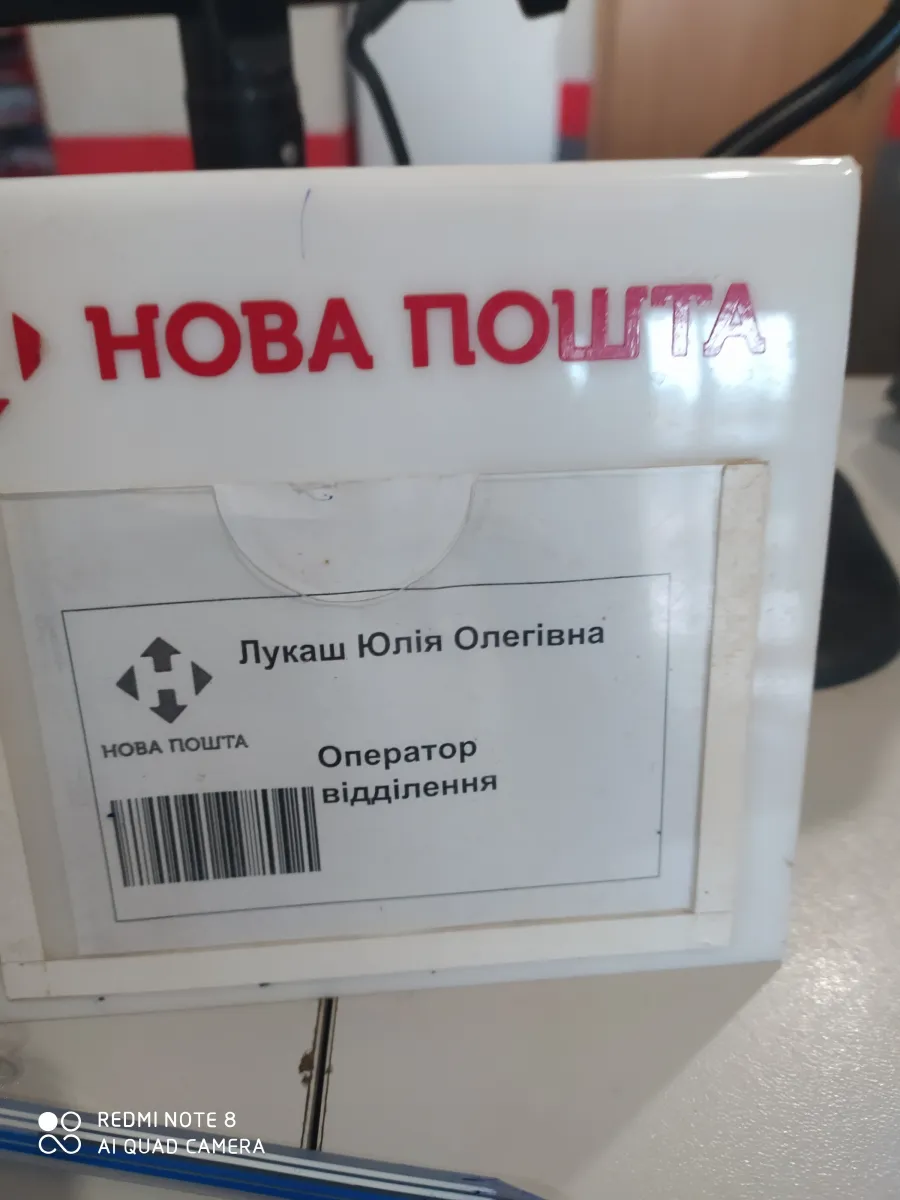 НОВА ПОШТА
Лукаш Юлія Олегівна
НОВА ПОШТА
Оператор
відділення
REDMI NOTE 8
AI QUAD CAMERA